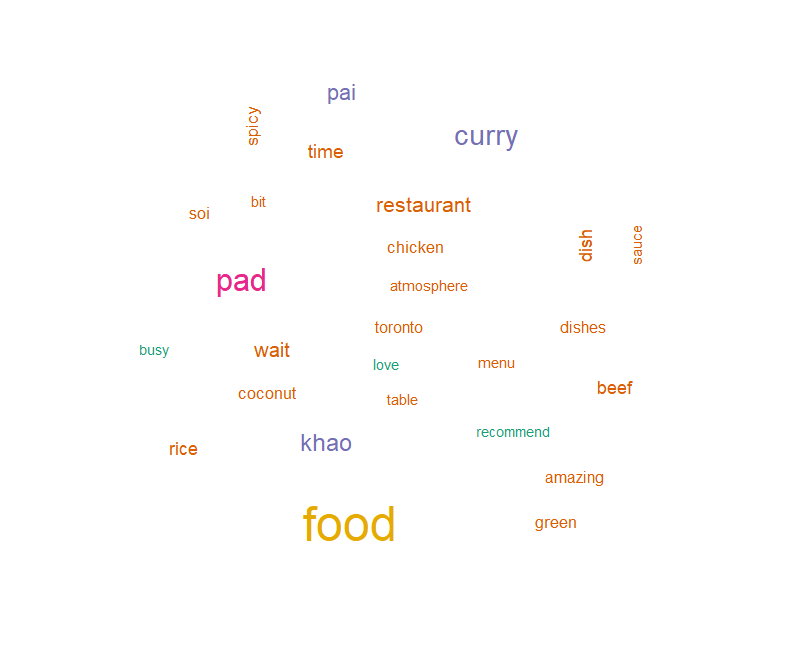 pai
spicy
curry
time
bit
restaurant
soi
chicken
dish
sauce
pad
atmosphere
toronto
dishes
busy
wait
love
menu
coconut
table
beef
recommend
rice
khao
amazing
food
green